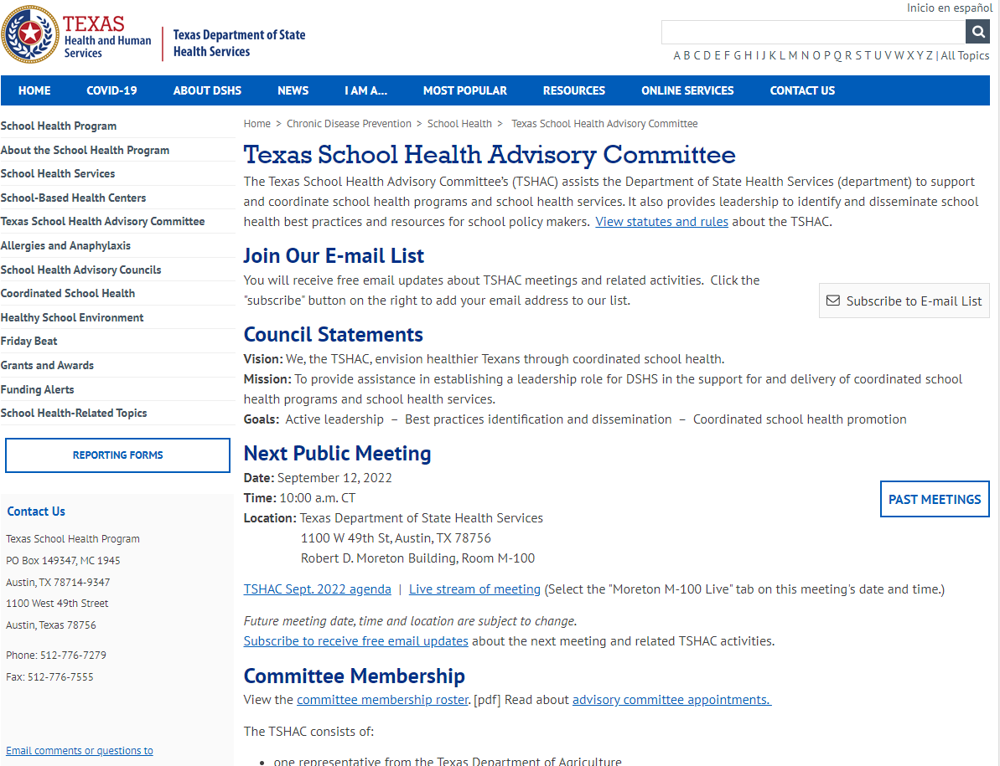 Inicio en español
TEXAS
Health and Human
Services
Texas Department of State
Health Services
A B C D E F G H I J K L M N O P Q R S T U V W X Y Z | All Topics
HOME COVID-19 ABOUT DSHS NEWS I AM A... MOST POPULAR RESOURCES ONLINE SERVICES CONTACT US
School Health Program
About the School Health Program
School Health Services
School-Based Health Centers
Texas School Health Advisory Committee
Allergies and Anaphylaxis
School Health Advisory Councils
Coordinated School Health
Healthy School Environment
Friday Beat
Grants and Awards
Funding Alerts
School Health-Related Topics
REPORTING FORMS
Contact Us
Texas School Health Program
PO Box 149347, MC 1945
Austin, TX 78714-9347
1100 West 49th Street
Austin, Texas 78756
Phone: 512-776-7279
Fax: 512-776-7555
Email comments or questions to
Home > Chronic Disease Prevention > School Health > Texas School Health Advisory Committee
Texas School Health Advisory Committee
The Texas School Health Advisory Committee's (TSHAC) assists the Department of State Health Services (department) to support
and coordinate school health programs and school health services. It also provides leadership to identify and disseminate school
health best practices and resources for school policy makers. View statutes and rules about the TSHAC.
Join Our E-mail List
You will receive free email updates about TSHAC meetings and related activities. Click the
"subscribe" button on the right to add your email address to our list.
Subscribe to E-mail List
Council Statements
Vision: We, the TSHAC, envision healthier Texans through coordinated school health.
Mission: To provide assistance in establishing a leadership role for DSHS in the support for and delivery of coordinated school
health programs and school health services.
Goals: Active leadership – Best practices identification and dissemination – Coordinated school health promotion
Next Public Meeting
Date: September 12, 2022
Time: 10:00 a.m. CT
Location: Texas Department of State Health Services
1100 W 49th St, Austin, TX 78756
Robert D. Moreton Building, Room M-100
PAST MEETINGS
TSHAC Sept. 2022 agenda | Live stream of meeting (Select the "Moreton M-100 Live" tab on this meeting's date and time.)
Future meeting date, time and location are subject to change.
Subscribe to receive free email updates about the next meeting and related TSHAC activities.
Committee Membership
View the committee membership roster. [pdf] Read about advisory committee appointments.
The TSHAC consists of:
• one representative from the Texas Department of Agriculture